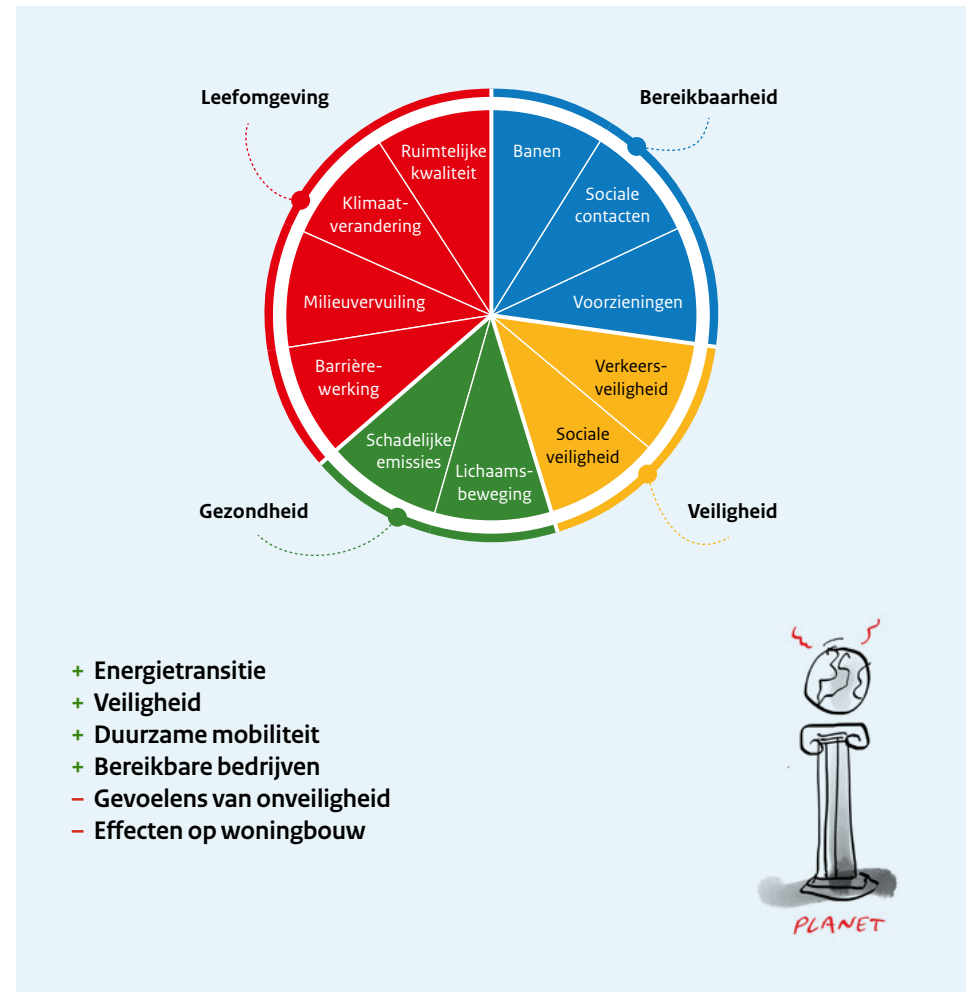 Leefomgeving
Bereikbaarheid
Ruimtelijke
kwaliteit
Banen
Klimaat-
verandering
Sociale
contacten
Milieuvervuiling
Voorzieningen
Barrière-
werking
Verkeers-
veiligheid
Schadelijke
emissies
Lichaams-
beweging
Sociale
veiligheid
Gezondheid
Veiligheid
+ Energietransitie
+ Veiligheid
+ Duurzame mobiliteit
+ Bereikbare bedrijven
– Gevoelens van onveiligheid
– Effecten op woningbouw
PLANET